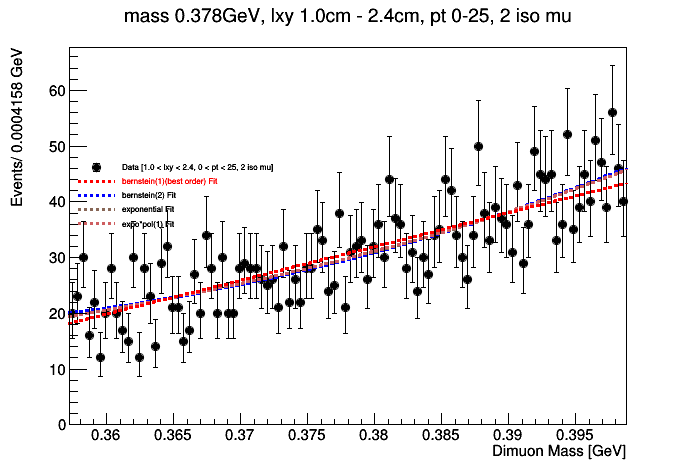 mass 0.378GeV, lxy 1.0cm - 2.4cm, pt 0-25, 2 iso mu
Events/ 0.0004158 GeV
60
50
40
30
20
10
0
Data [1.0 < lxy < 2.4, 0 < pt < 25, 2 iso mu]
bernstein(1)(best order) Fit
bernstein(2) Fit
exponential Fit
expo*pol(1) Fit
0.36 0.365 0.37 0.375 0.38 0.385 0.39 0.395
Dimuon Mass [GeV]